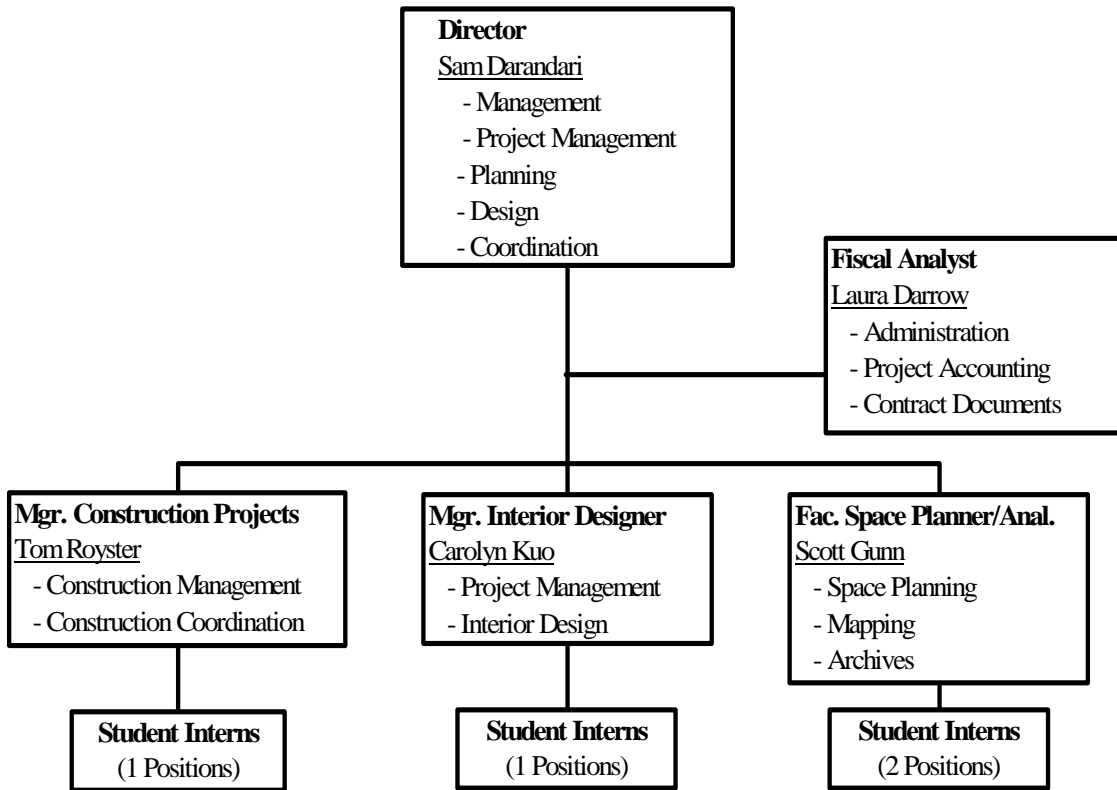 Director
Sam Darandari
- Management
- Project Management
- Planning
- Design
- Coordination
Fiscal Analyst
Laura Darrow
- Administration
- Project Accounting
- Contract Documents
Mgr. Construction Projects
Tom Royster
- Construction Management
- Construction Coordination
Mgr. Interior Designer
Carolyn Kuo
- Project Management
- Interior Design
Fac. Space Planner/Anal.
Scott Gunn
- Space Planning
- Mapping
- Archives
Student Interns
(1 Positions)
Student Interns
(1 Positions)
Student Interns
(2 Positions)